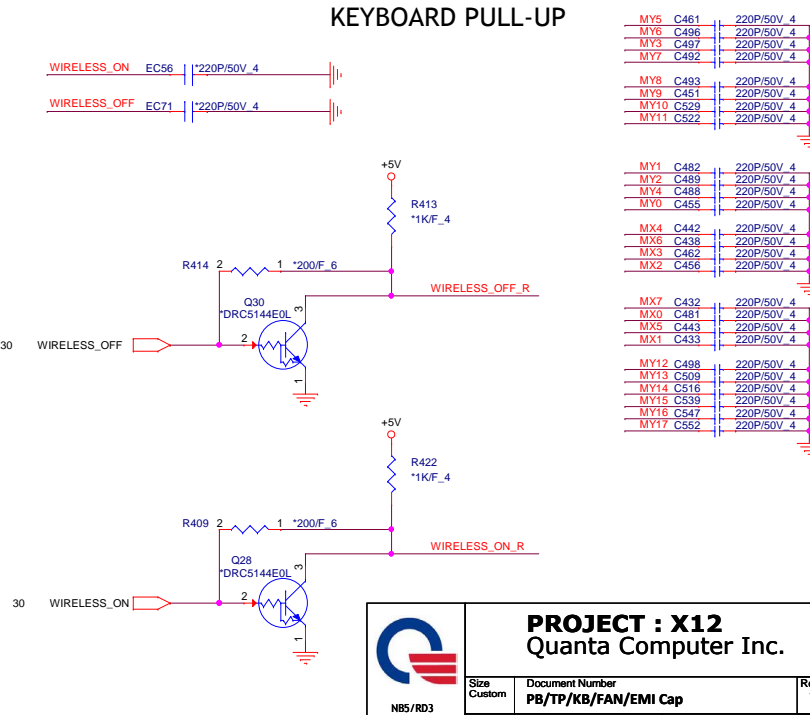 KEYBOARD PULL-UP
WIRELESS_ON EC56 *220P/50V_4
WIRELESS_OFF EC71 *220P/50V_4
+5V
R413
*1K/F_4
R414 2 1 *200/F_6
WIRELESS_OFF_R
Q30
*DRC5144E0L
3
30 WIRELESS_OFF 2
1
+5V
R422
*1K/F_4
R409 2 1 *200/F_6
WIRELESS_ON_R
Q28
*DRC5144E0L
3
30 WIRELESS_ON 2
1
MY5 C461 220P/50V_4
MY6 C496 220P/50V_4
MY3 C497 220P/50V_4
MY7 C492 220P/50V_4
MY8 C493 220P/50V_4
MY9 C451 220P/50V_4
MY10 C529 220P/50V_4
MY11 C522 220P/50V_4
MY1 C482 220P/50V_4
MY2 C489 220P/50V_4
MY4 C488 220P/50V_4
MY0 C455 220P/50V_4
MX4 C442 220P/50V_4
MX6 C438 220P/50V_4
MX3 C462 220P/50V_4
MX2 C456 220P/50V_4
MX7 C432 220P/50V_4
MX0 C481 220P/50V_4
MX5 C443 220P/50V_4
MX1 C433 220P/50V_4
MY12 C498 220P/50V_4
MY13 C509 220P/50V_4
MY14 C516 220P/50V_4
MY15 C539 220P/50V_4
MY16 C547 220P/50V_4
MY17 C552 220P/50V_4
PROJECT : X12
Quanta Computer Inc.
NB5/RD3
Size
Custom
Document Number
PB/TP/KB/FAN/EMI Cap